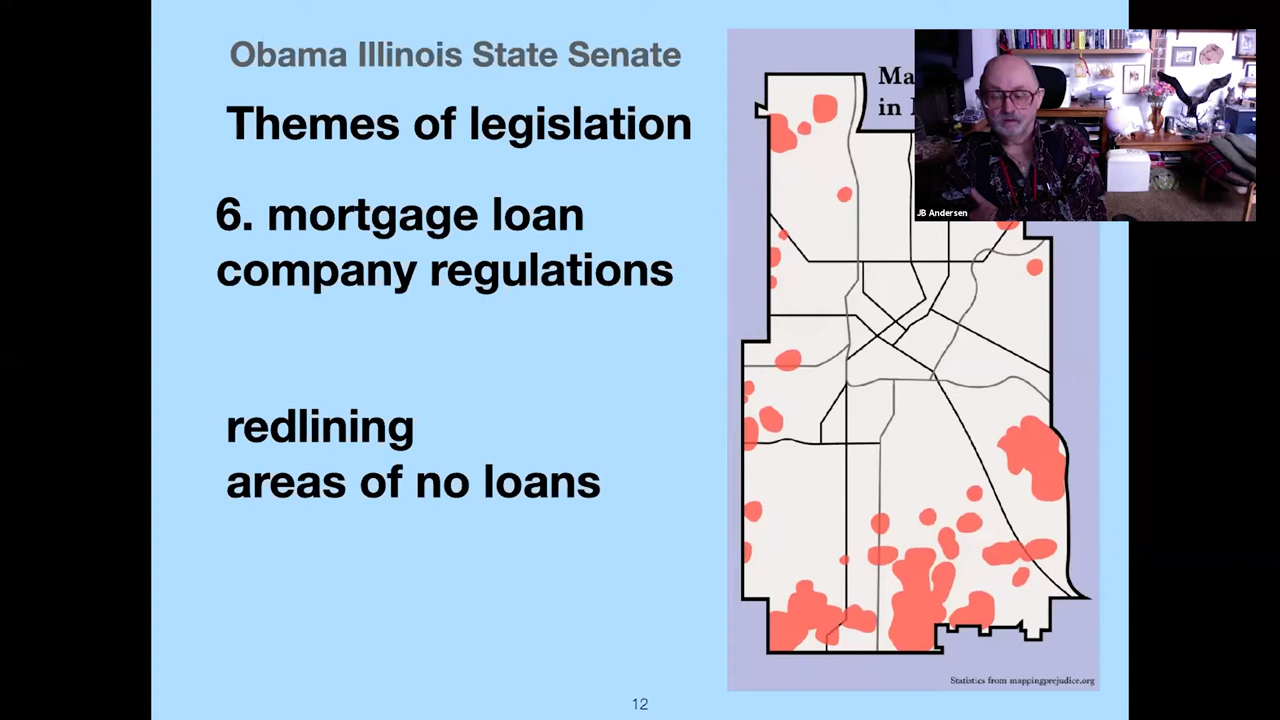 Obama Illinois State Senate
Themes of legislation
6. mortgage loan
company regulations
redlining
areas of no loans
in
JB Andersen
Statistics from mappingprejudice.org
12